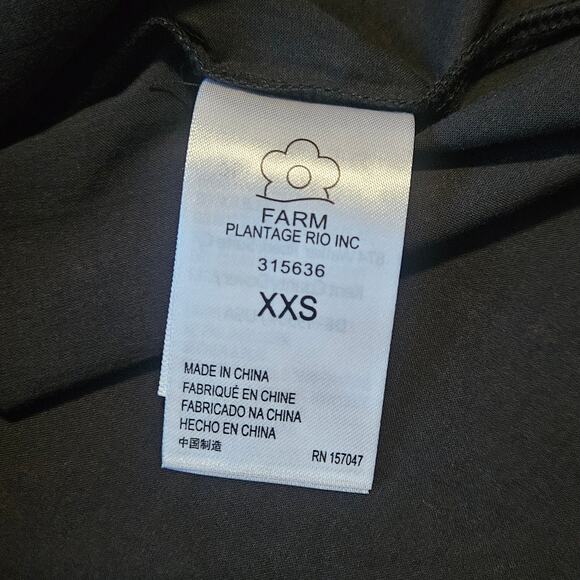 FARM
PLANTAGE RIO INC
315636
XXS
MADE IN CHINA
FABRIQUÉ EN CHINE
FABRICADO NA CHINA
HECHO EN CHINA
中国制造
RN 157047